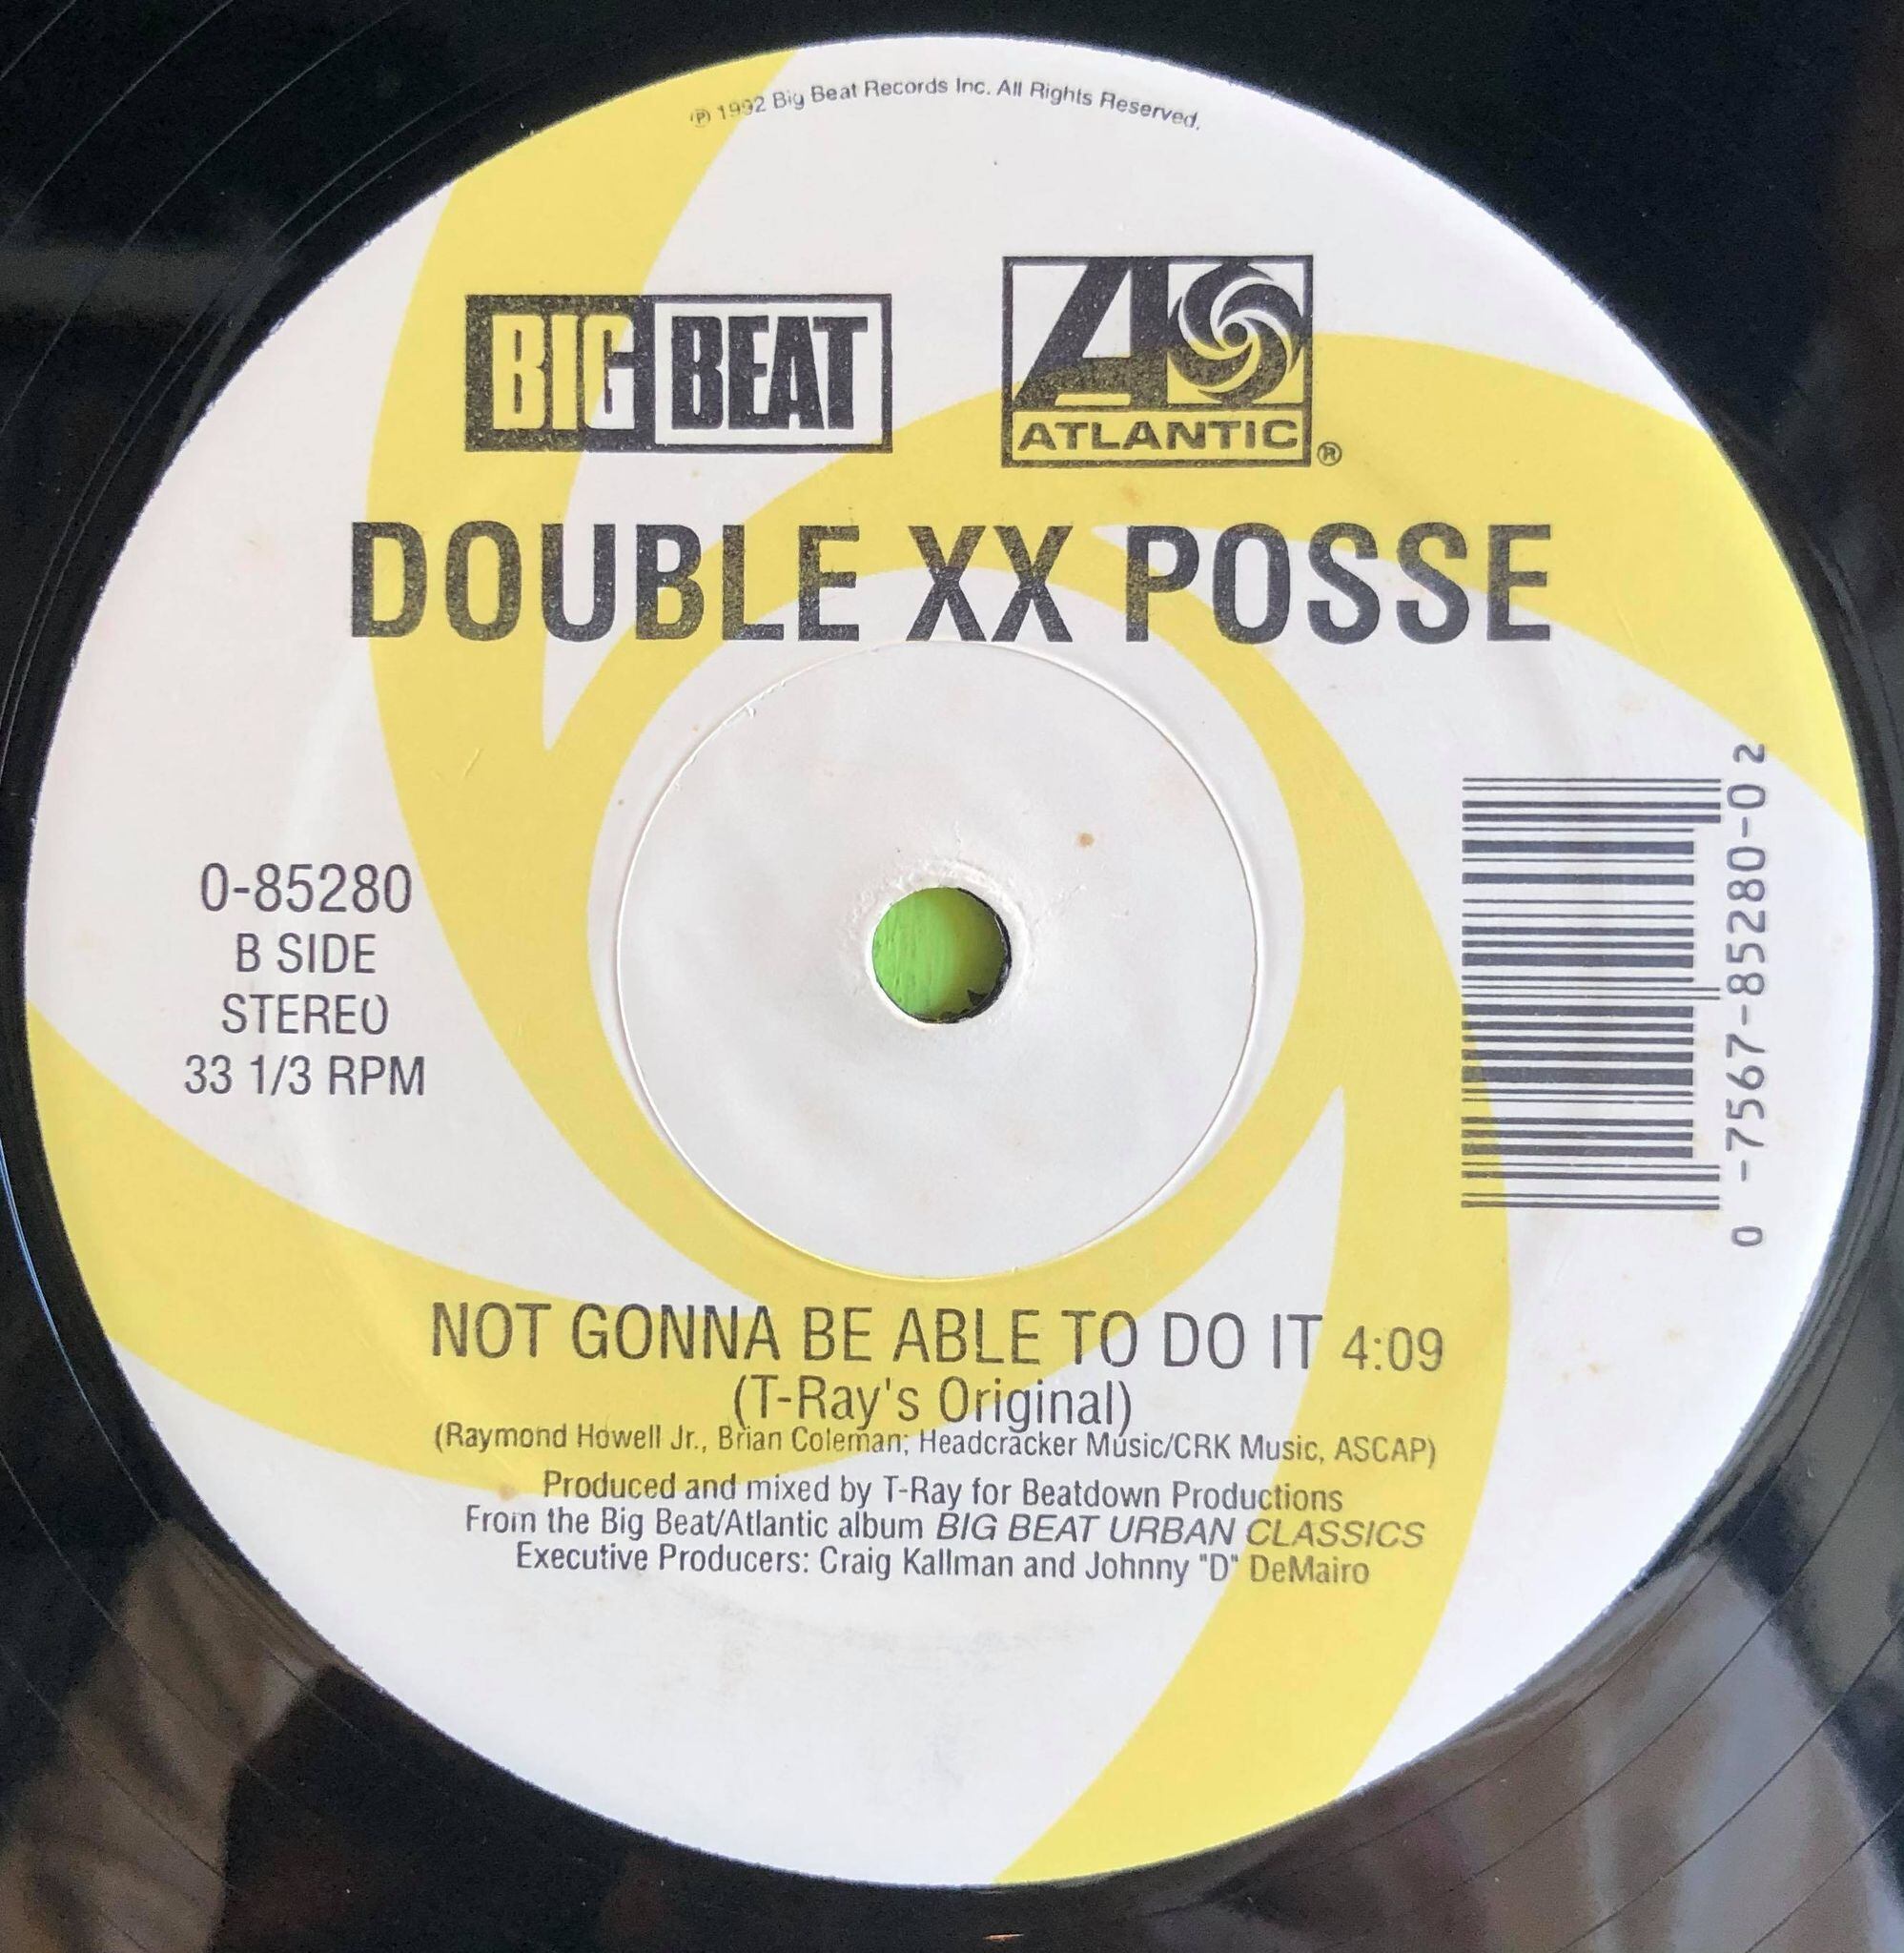 ℗ 1992 Big Beat Records Inc. All Rights Reserved.
BIG BEAT
ATLANTIC®
DOUBLE XX POSSE
0-85280
B SIDE
STEREO
33 1/3 RPM
0 -7567-85280-0 2
NOT GONNA BE ABLE TO DO IT 4:09
(T-Ray's Original)
(Raymond Howell Jr., Brian Coleman; Headcracker Music/CRK Music, ASCAP)
Produced and mixed by T-Ray for Beatdown Productions
From the Big Beat/Atlantic album BIG BEAT URBAN CLASSICS
Executive Producers: Craig Kallman and Johnny "D" DeMairo